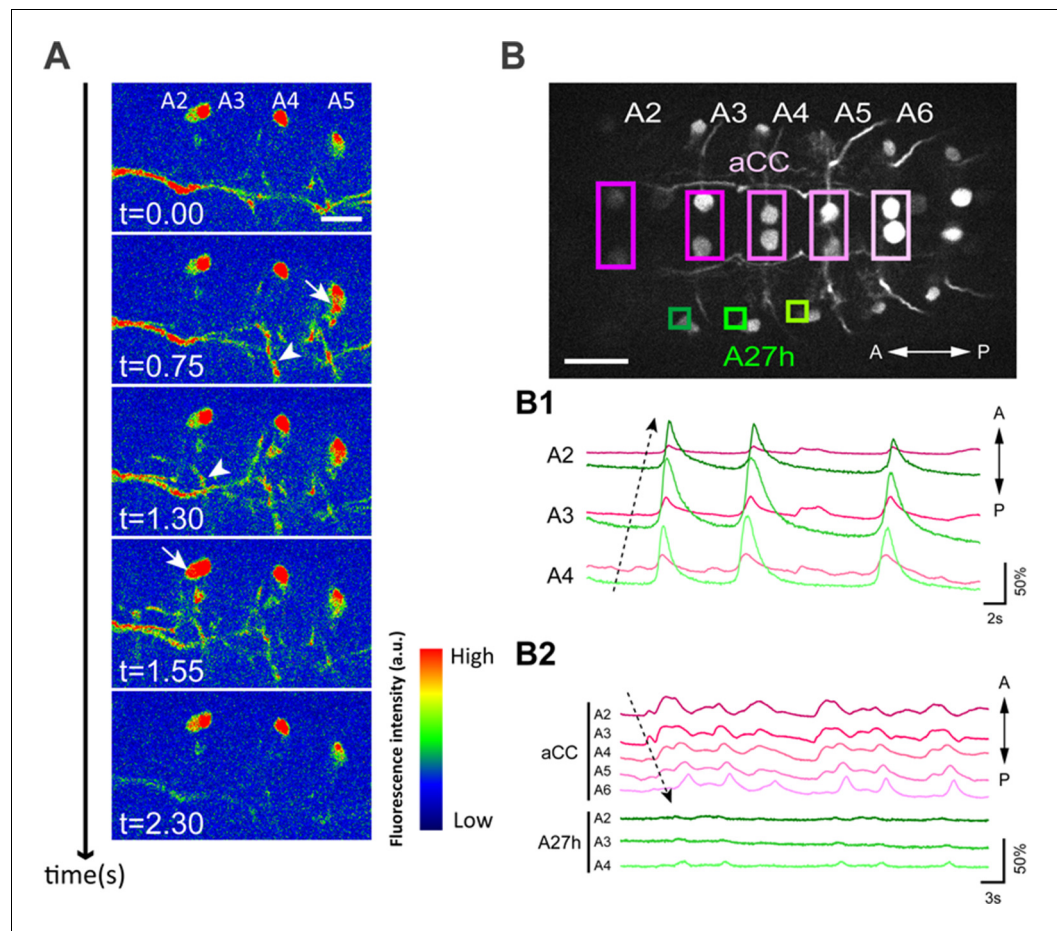 A
A2 A3 A4 A5
t=0.00
t=0.75
t=1.30
t=1.55
t=2.30
time(s)
Fluorescence intensity (a.u.)
High
Low
B
A2 A3 A4 A5 A6
aCC
A27h
A P
B1
A2
A3
A4
A
P
50%
2s
B2
aCC
A2
A3
A4
A5
A6
A27h
A2
A3
A4
A
P
50%
3s